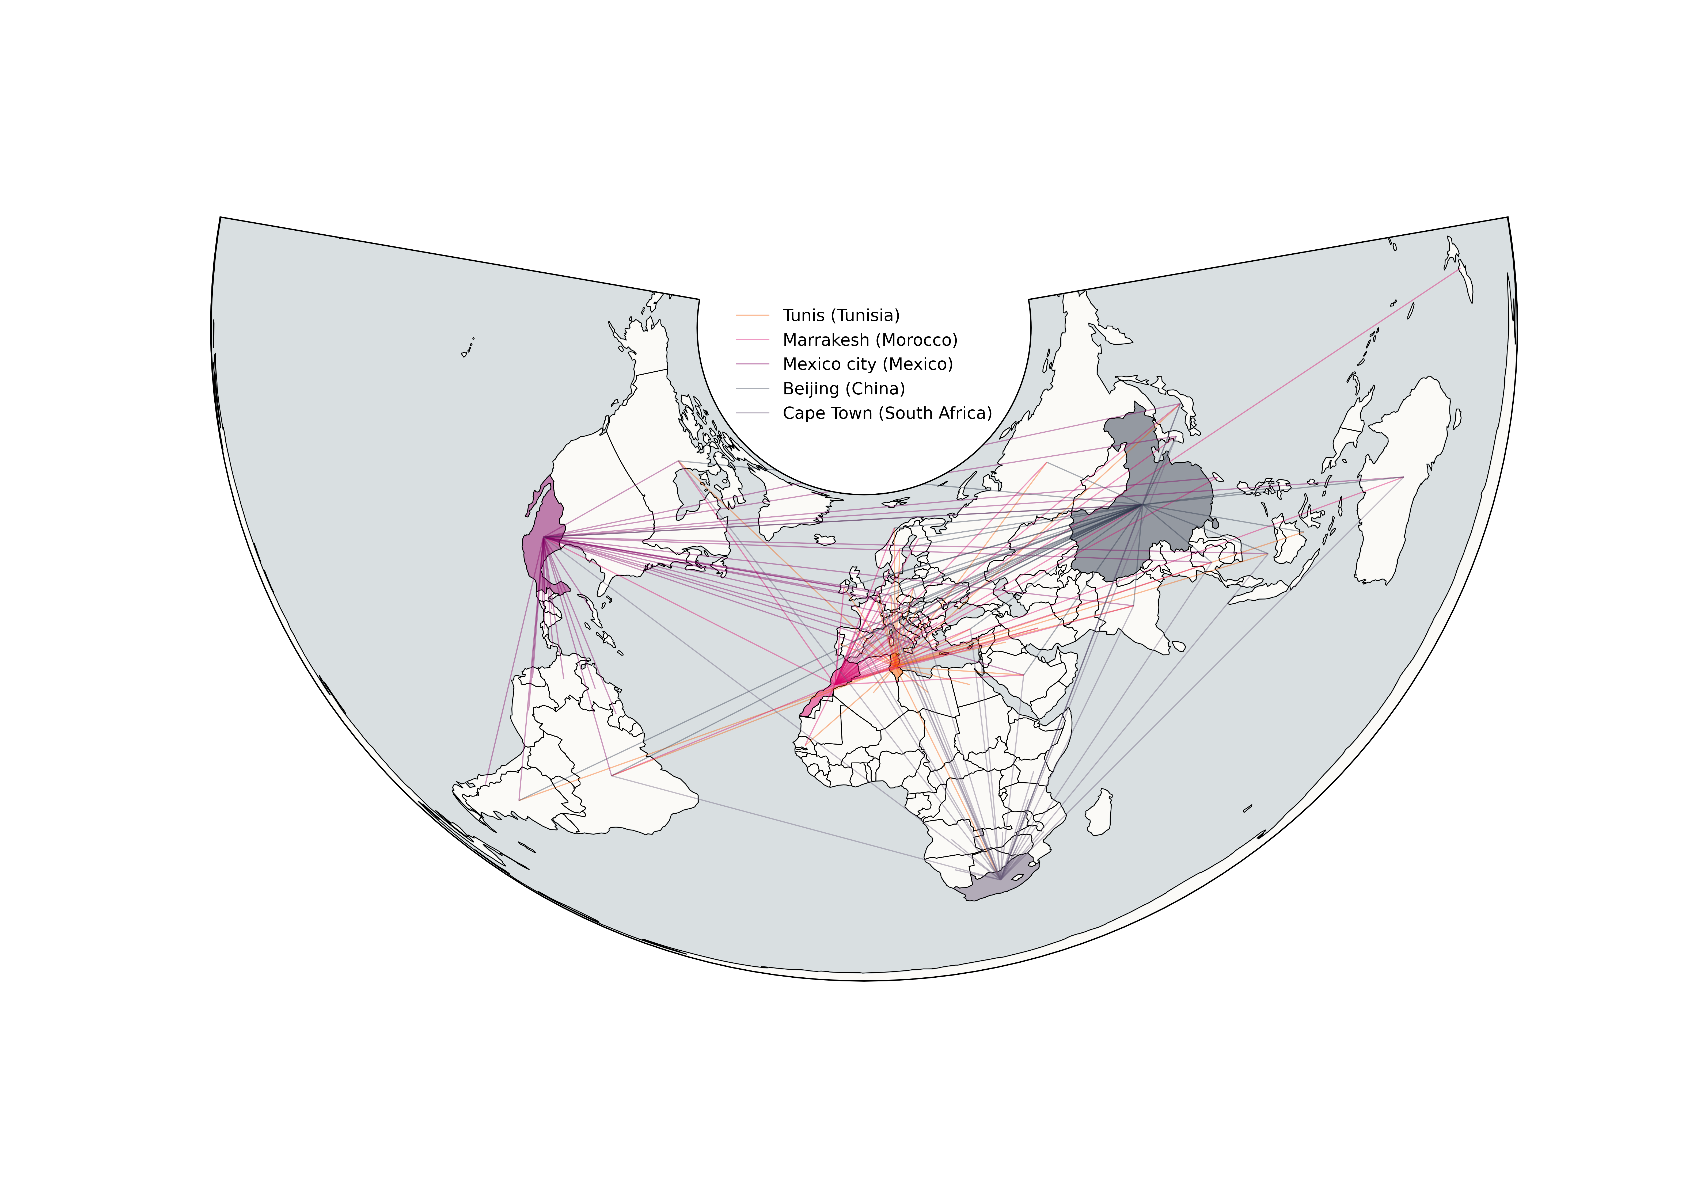 Tunis (Tunisia)
Marrakesh (Morocco)
Mexico city (Mexico)
Beijing (China)
Cape Town (South Africa)